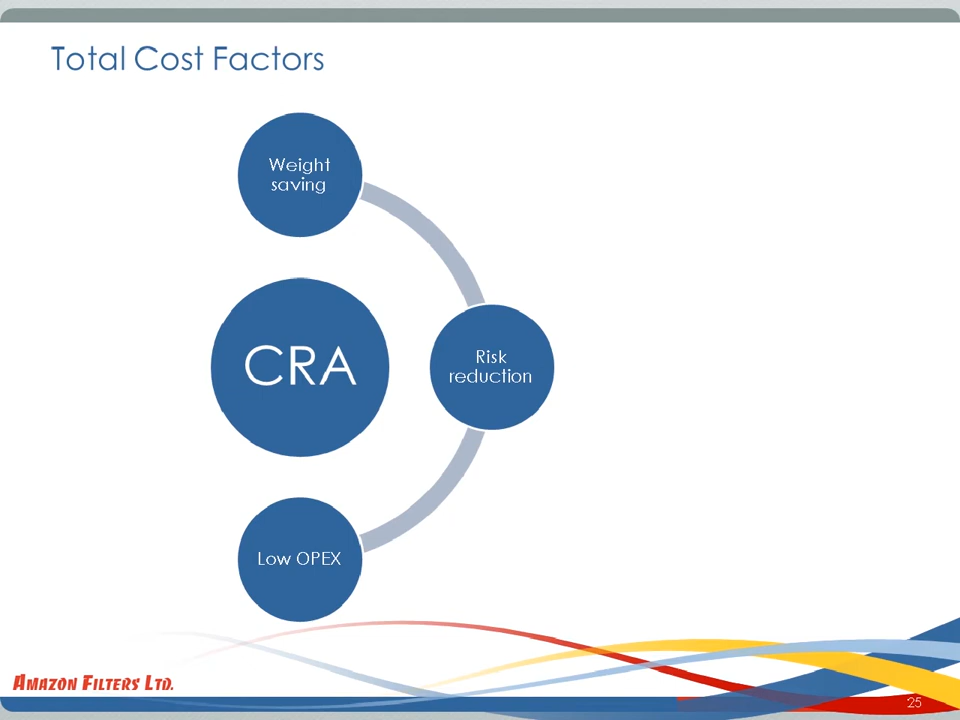 Total Cost Factors
Weight
saving
CRA
Risk
reduction
Low OPEX
AMAZON FILTERS LTD.
25